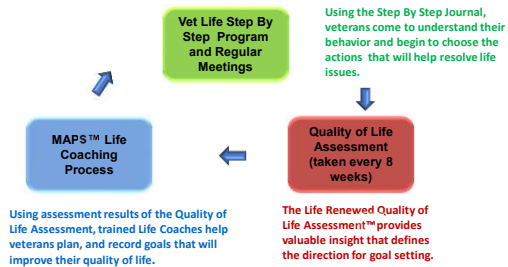 Vet Life Step By
Step Program
and Regular
Meetings
Using the Step By Step Journal,
veterans come to understand their
behavior and begin to choose the
actions that will help resolve life
issues.
MAPS™ Life
Coaching
Process
Quality of Life
Assessment
(taken every 8
weeks)
Using assessment results of the Quality of
Life Assessment, trained Life Coaches help
veterans plan, and record goals that will
improve their quality of life.
The Life Renewed Quality of
Life Assessment™ provides
valuable insight that defines
the direction for goal setting.